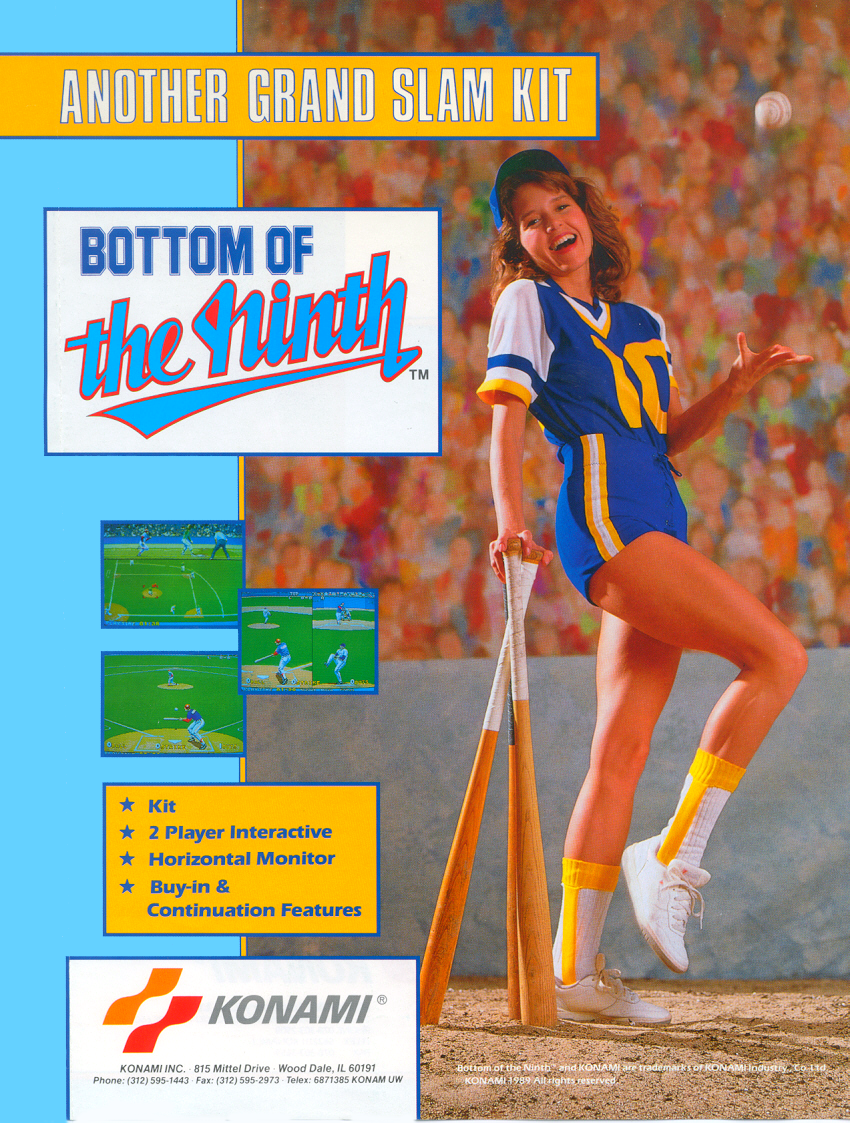 ANOTHER GRAND SLAM KIT
BOTTOM OF
the Ninth
TM
10
★ Kit
★ 2 Player Interactive
★ Horizontal Monitor
★ Buy-in &
Continuation Features
KONAMI®
KONAMI INC. · 815 Mittel Drive · Wood Dale, IL 60191
Phone: (312) 595-1443 · Fax: (312) 595-2973 · Telex: 6871385 KONAM UW
Bottom of the Ninth™ and KONAMI are trademarks of KONAMI Industry, Co. Ltd.
KONAMI 1989 All rights reserved.